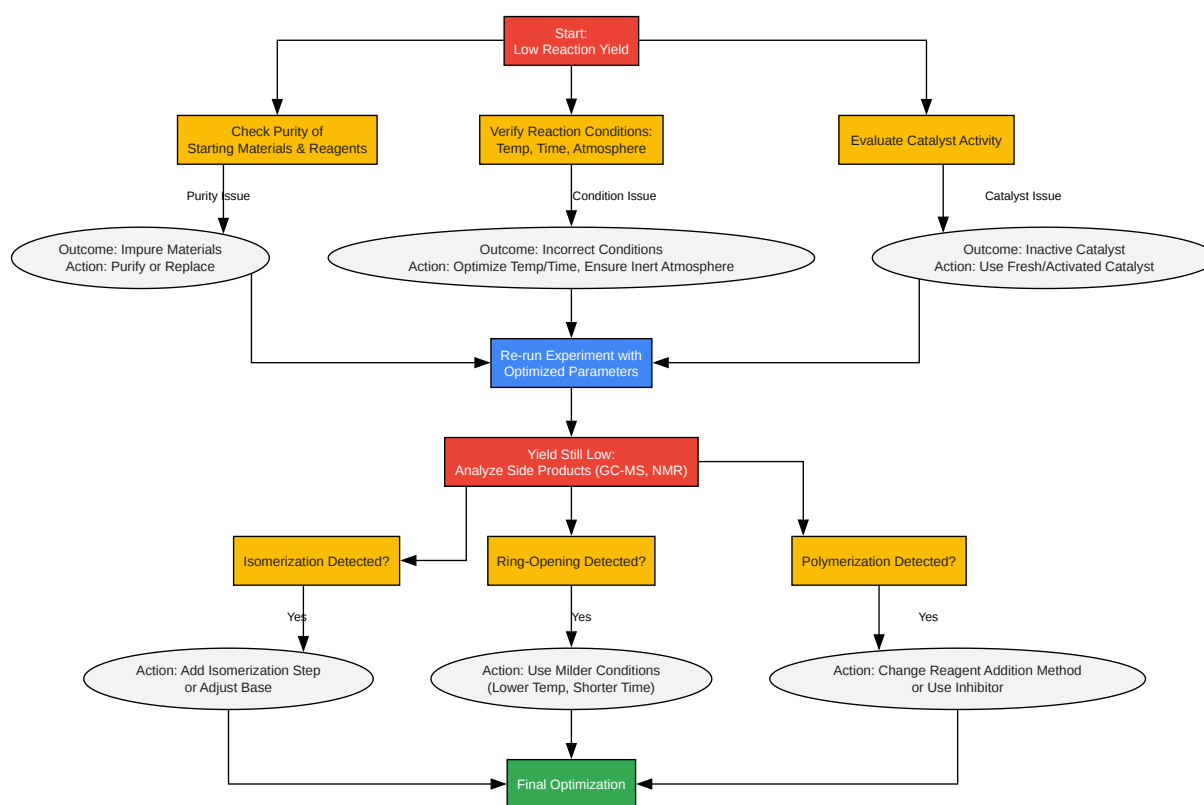 Start:
Low Reaction Yield
Check Purity of
Starting Materials & Reagents
Verify Reaction Conditions:
Temp, Time, Atmosphere
Evaluate Catalyst Activity
Purity Issue
Condition Issue
Catalyst Issue
Outcome: Impure Materials
Action: Purify or Replace
Outcome: Incorrect Conditions
Action: Optimize Temp/Time, Ensure Inert Atmosphere
Outcome: Inactive Catalyst
Action: Use Fresh/Activated Catalyst
Re-run Experiment with
Optimized Parameters
Yield Still Low:
Analyze Side Products (GC-MS, NMR)
Isomerization Detected?
Ring-Opening Detected?
Polymerization Detected?
Yes
Yes
Yes
Action: Add Isomerization Step
or Adjust Base
Action: Use Milder Conditions
(Lower Temp, Shorter Time)
Action: Change Reagent Addition Method
or Use Inhibitor
Final Optimization